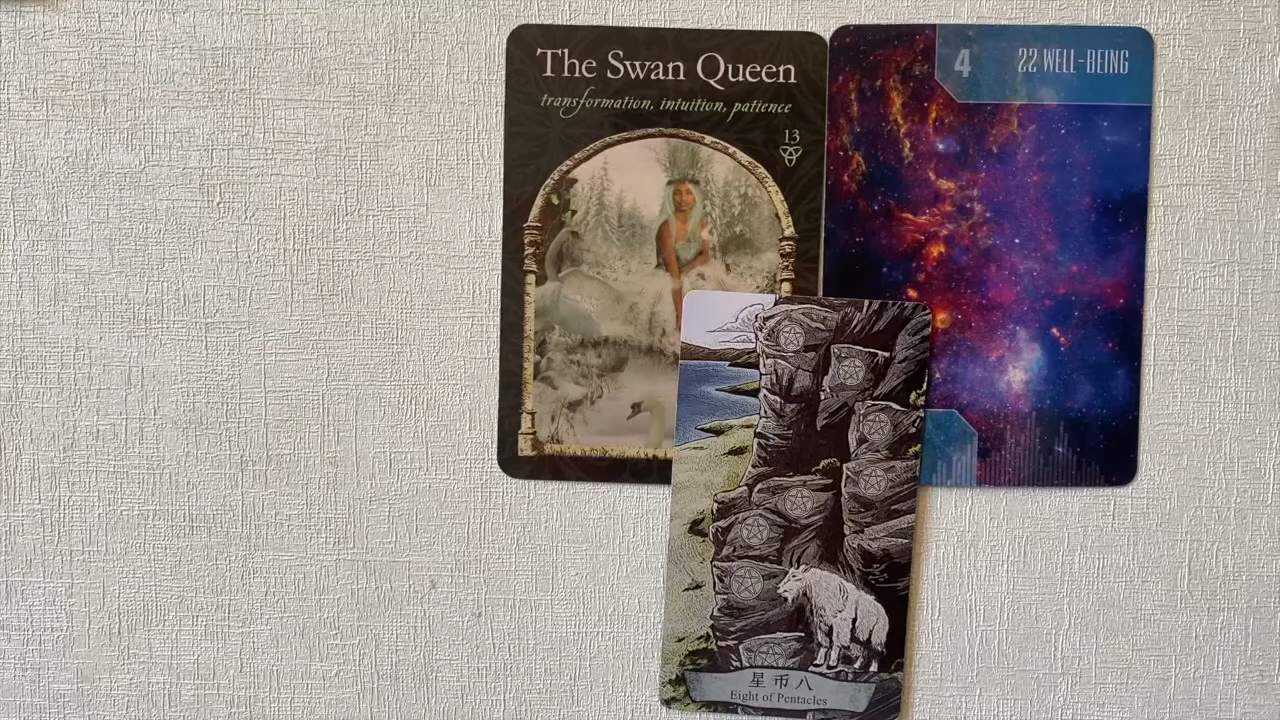 The Swan Queen
transformation, intuition, patience
13
4 22 WELL-BEING
星币八
Eight of Pentacles